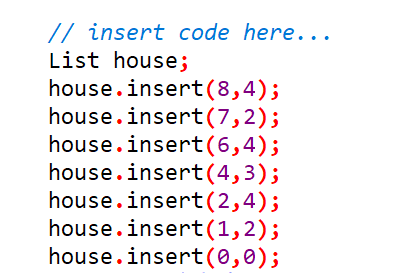 // insert code here...
List house;
house.insert(8,4);
house.insert(7,2);
house.insert(6,4);
house.insert(4,3);
house.insert(2,4);
house.insert(1,2);
house.insert(0,0);